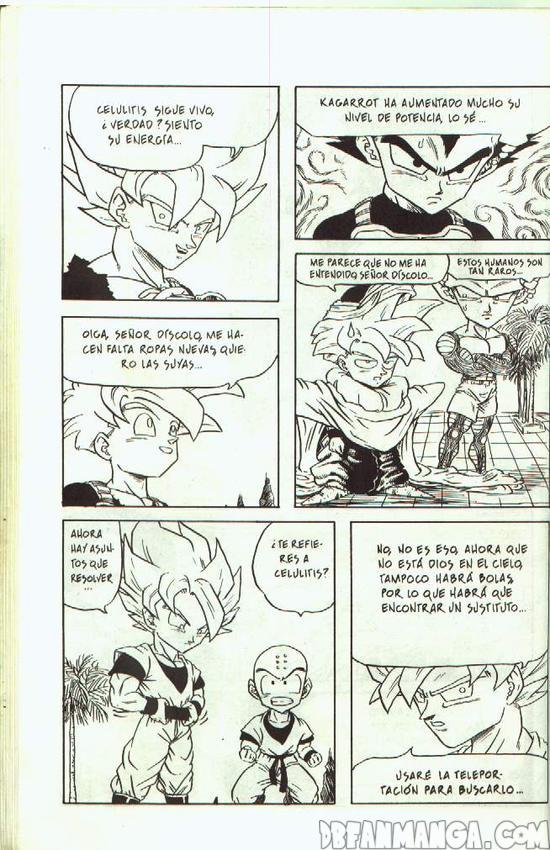 CELULITIS SIGUE VIVO,
¿VERDAD? SIENTO
SU ENERGÍA...
KAGARROT HA AUMENTADO MUCHO SU
NIVEL DE POTENCIA, LO SÉ...
ME PARECE QUE NO ME HA
ENTENDIDO, SEÑOR DÍSCOLO...
ESTOS HUMANOS SON
TAN RAROS...
OIGA, SEÑOR DÍSCOLO, ME HA-
CEN FALTA ROPAS NUEVAS, QUIE-
RO LAS SUYAS...
AHORA
HAY ASUN-
TOS QUE
RESOLVER...
¿TE REFIE-
RES A
CELULITIS?
NO, NO ES ESO, AHORA QUE
NO ESTÁ DIOS EN EL CIELO,
TAMPOCO HABRÁ BOLAS,
POR LO QUE HABRÁ QUE
ENCONTRAR UN SUSTITUTO...
USARÉ LA TELEPOR-
TACIÓN PARA BUSCARLO...
DBFANMANGA.COM